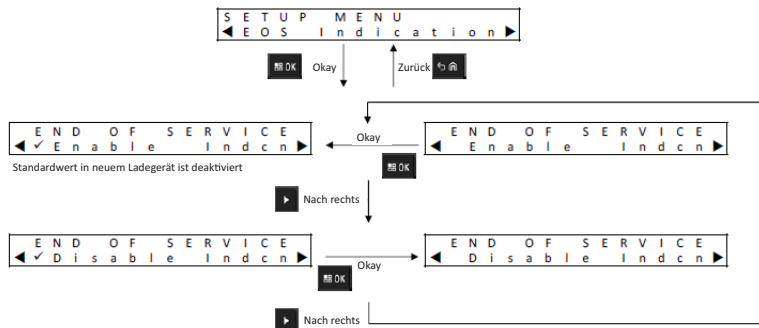 SETUP MENU
◀EOS Indication▶
OK Okay Zurück
END OF SERVICE
◀✓Enable Indcn▶
Okay
OK
END OF SERVICE
◀ Enable Indcn▶
Standardwert in neuem Ladegerät ist deaktiviert
Nach rechts
END OF SERVICE
◀✓Disable Indcn▶
Okay
OK
END OF SERVICE
◀ Disable Indcn▶
Nach rechts